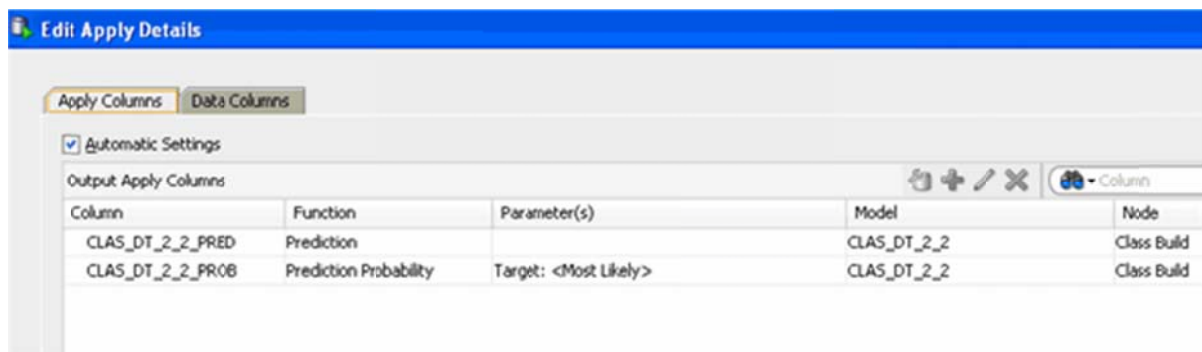 Edit Apply Details
Apply Columns Data Columns
Automatic Settings
Output Apply Columns Column
Column Function Parameter(s) Model Node
CLAS_DT_2_2_PRED Prediction CLAS_DT_2_2 Class Build
CLAS_DT_2_2_PROB Prediction Probability Target: <Most Likely> CLAS_DT_2_2 Class Build